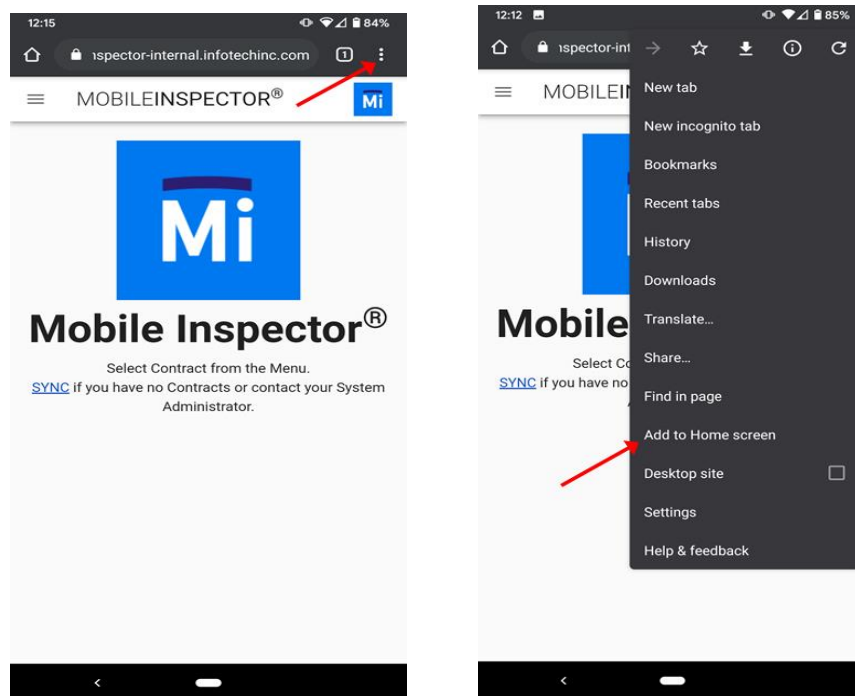 12:15
84%
1
nspector-internal.infotechinc.com
MOBILEINSPECTOR®
Mi
Mi
Mobile Inspector®
Select Contract from the Menu.
SYNC if you have no Contracts or contact your System
Administrator.
12:12
85%
nspector-int
MOBILEI
New tab
New incognito tab
Bookmarks
Recent tabs
History
Downloads
Translate...
Share...
Find in page
Add to Home screen
Desktop site
Settings
Help & feedback
Mobile
Select Co
SYNC if you have no